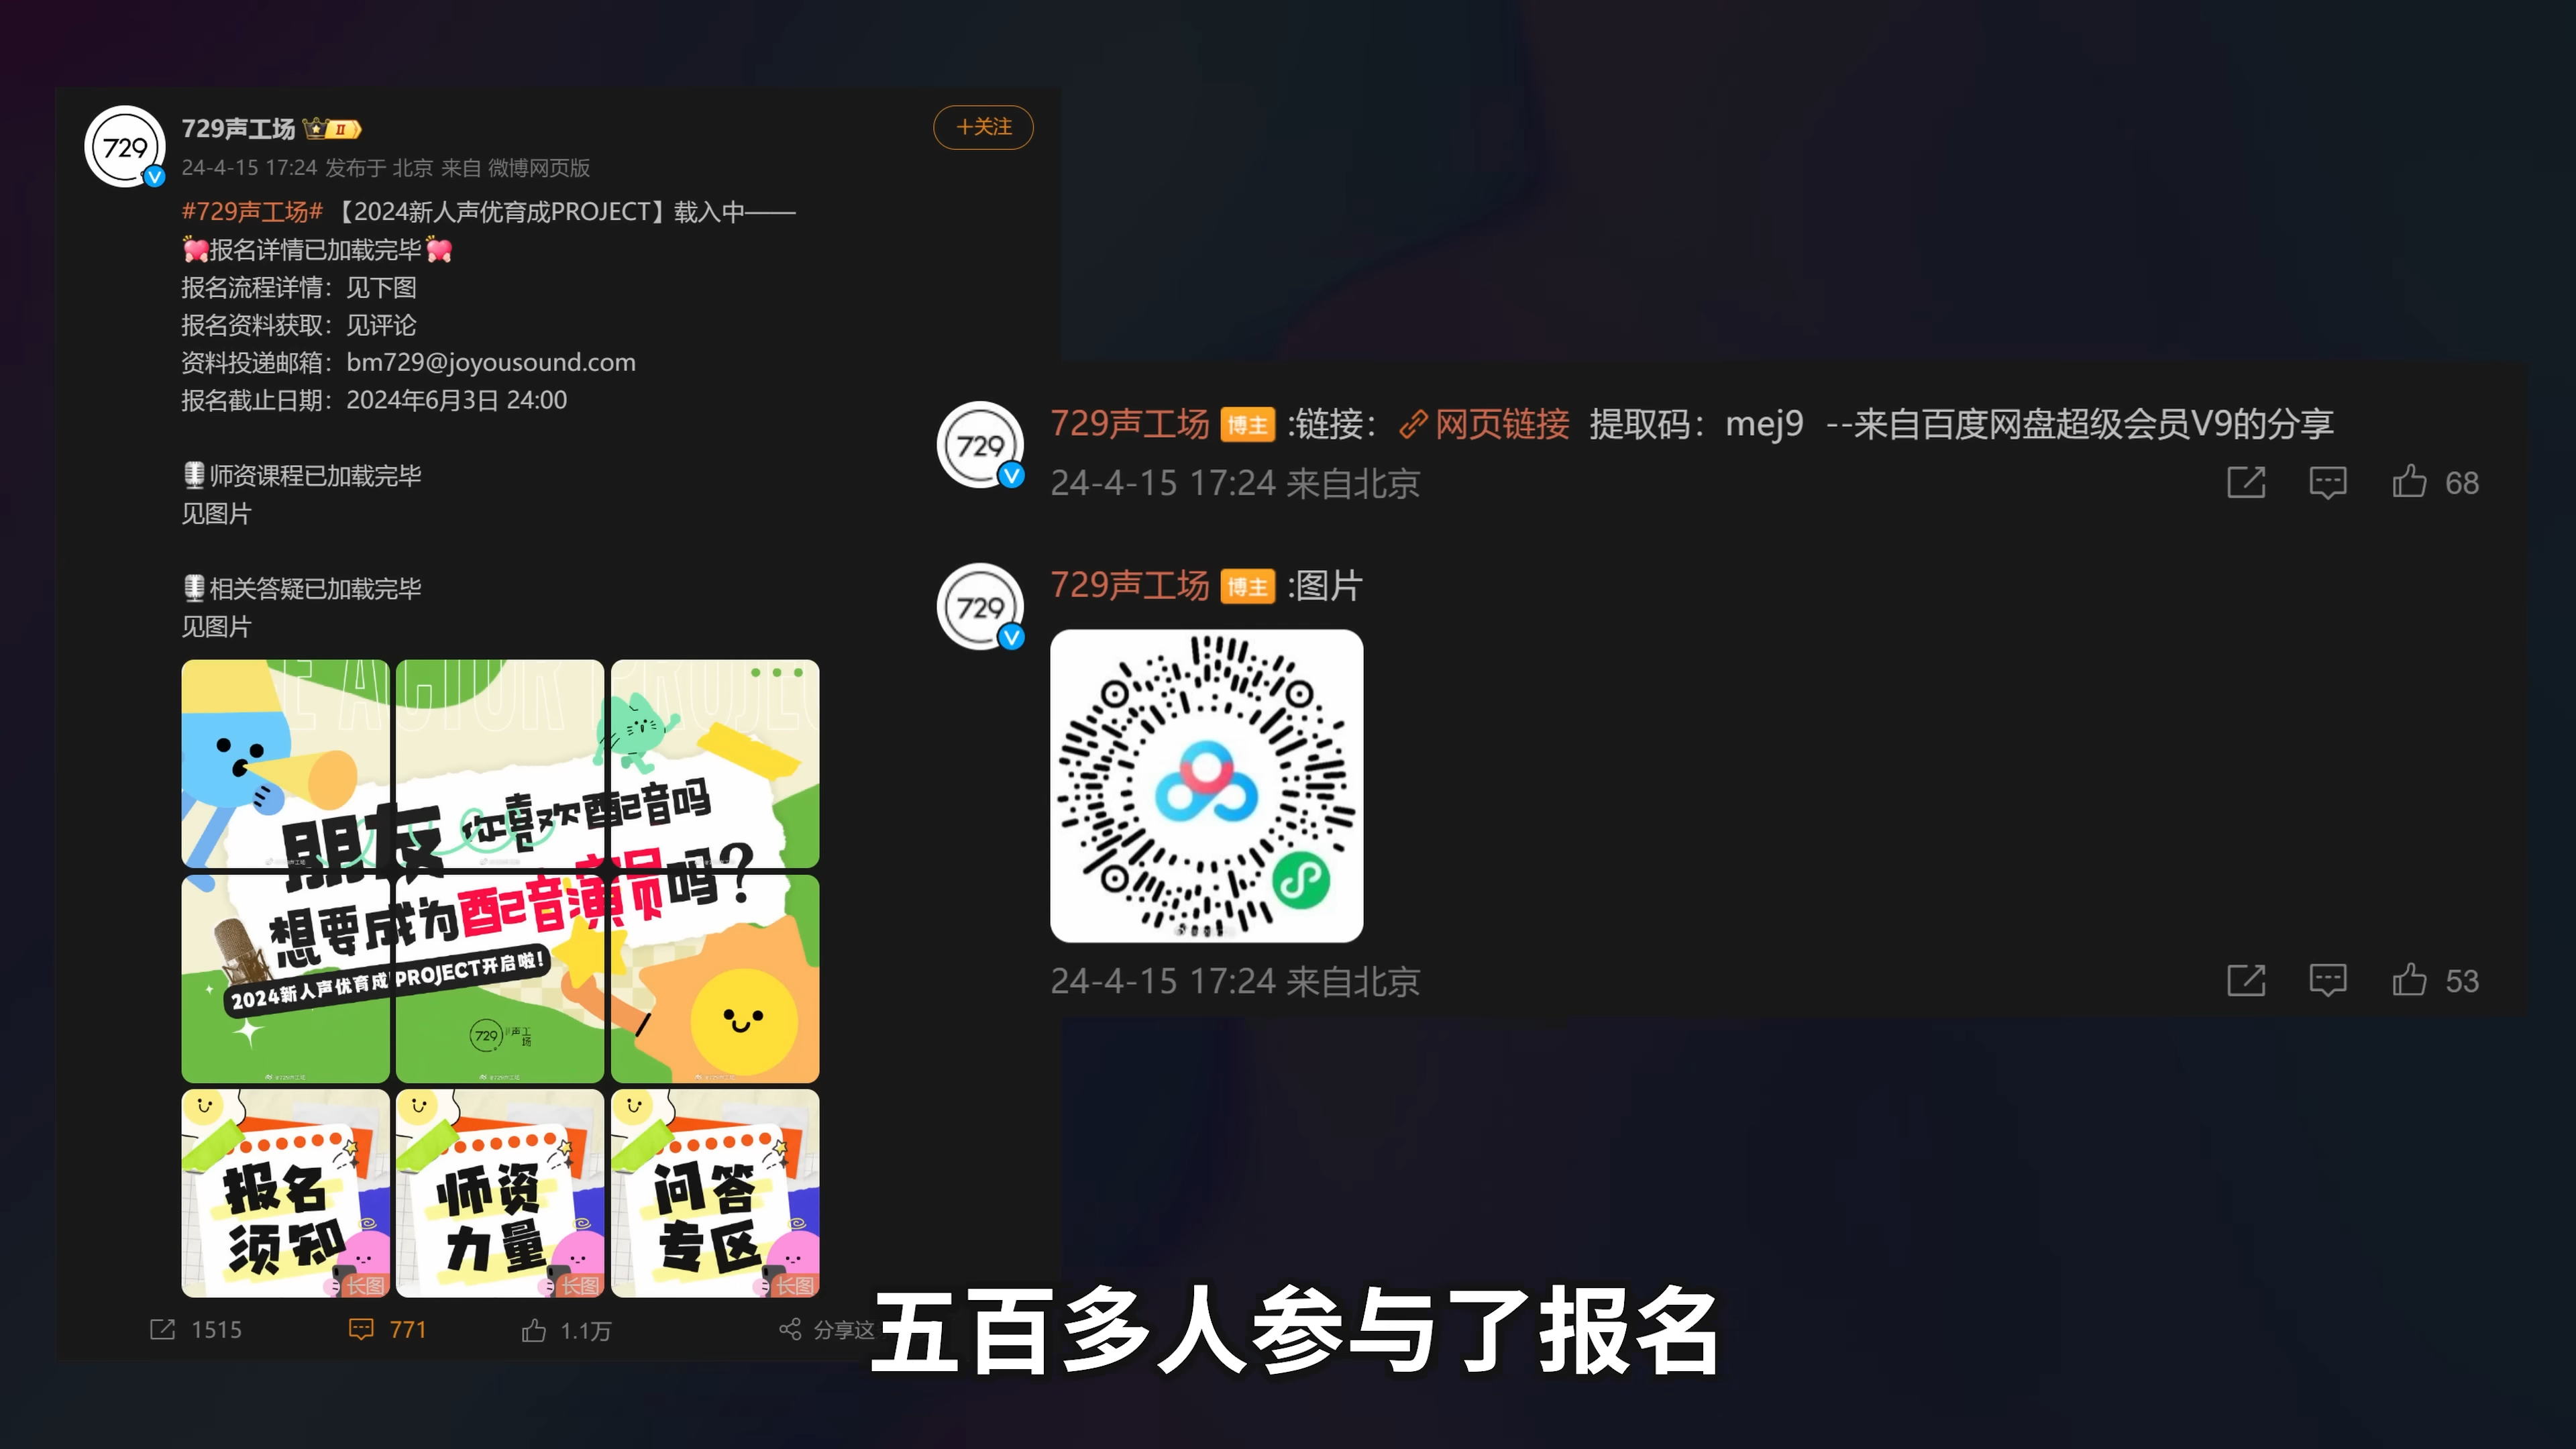 729声工场
II
+关注
24-4-15 17:24 发布于 北京 来自 微博网页版
#729声工场# 【2024新人声优育成PROJECT】载入中——
报名详情已加载完毕
报名流程详情：见下图
报名资料获取：见评论
资料投递邮箱：bm729@joyousound.com
报名截止日期：2024年6月3日 24:00
师资课程已加载完毕
见图片
相关答疑已加载完毕
见图片
朋友 你喜欢配音吗
想要成为配音演员吗？
2024新人声优育成PROJECT开启啦！
729 声工场
报名须知
长图
师资力量
长图
问答专区
长图
1515
771
1.1万
分享这
729
729
729声工场 博主 :链接： 网页链接 提取码：mej9 --来自百度网盘超级会员V9的分享
24-4-15 17:24 来自北京
68
729
729声工场 博主 :图片
24-4-15 17:24 来自北京
53
五百多人参与了报名